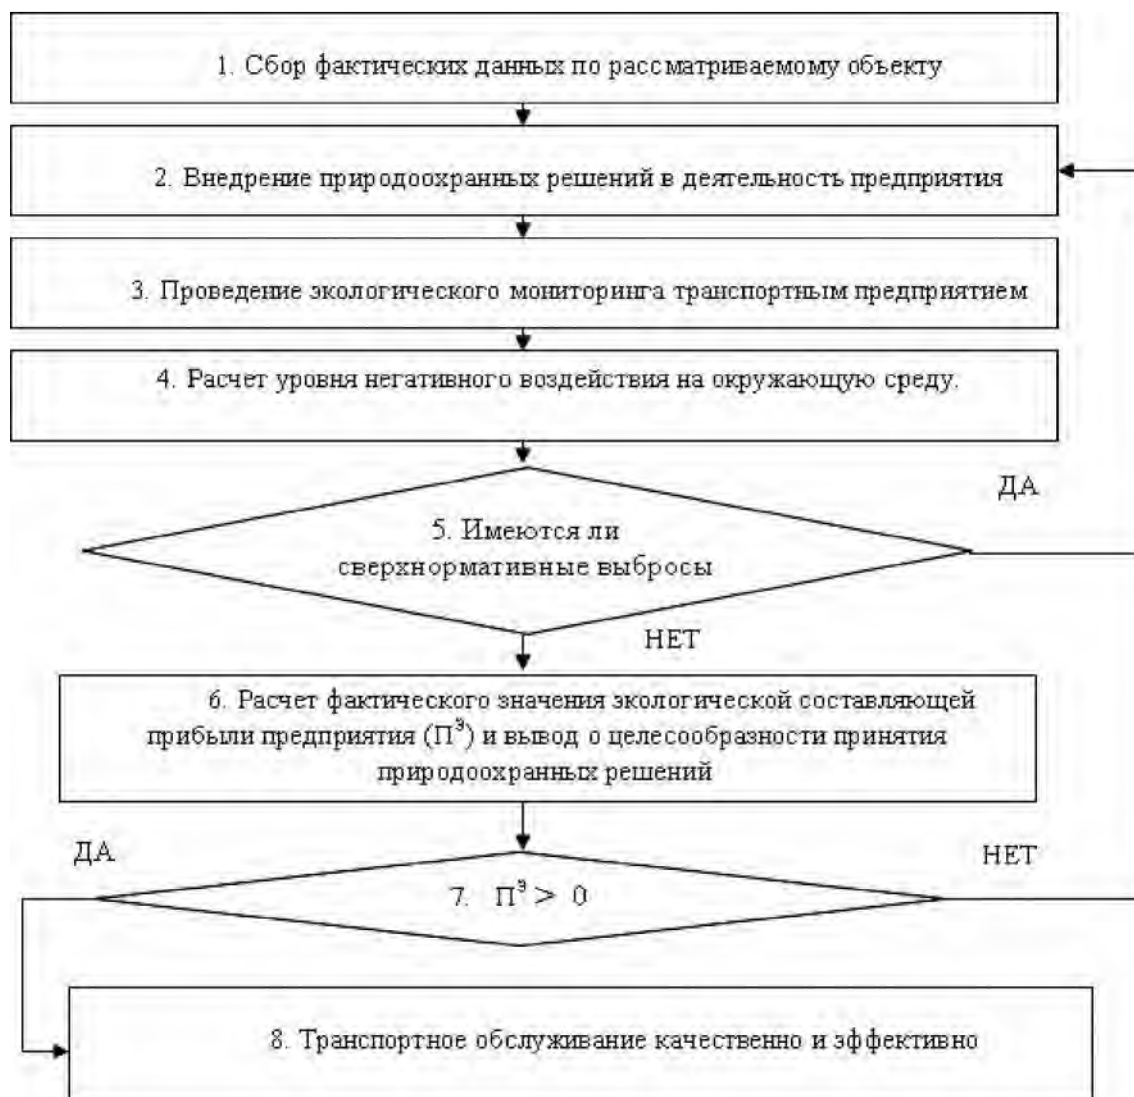 1. Сбор фактических данных по рассматриваемому объекту
2. Внедрение природоохранных решений в деятельность предприятия
3. Проведение экологического мониторинга транспортным предприятием
4. Расчет уровня негативного воздействия на окружающую среду.
ДА
5. Имеются ли
сверхнормативные выбросы
НЕТ
6. Расчет фактического значения экологической составляющей
прибыли предприятия (Пᵌ) и вывод о целесообразности принятия
природоохранных решений
ДА
НЕТ
7. Пᵌ > 0
8. Транспортное обслуживание качественно и эффективно